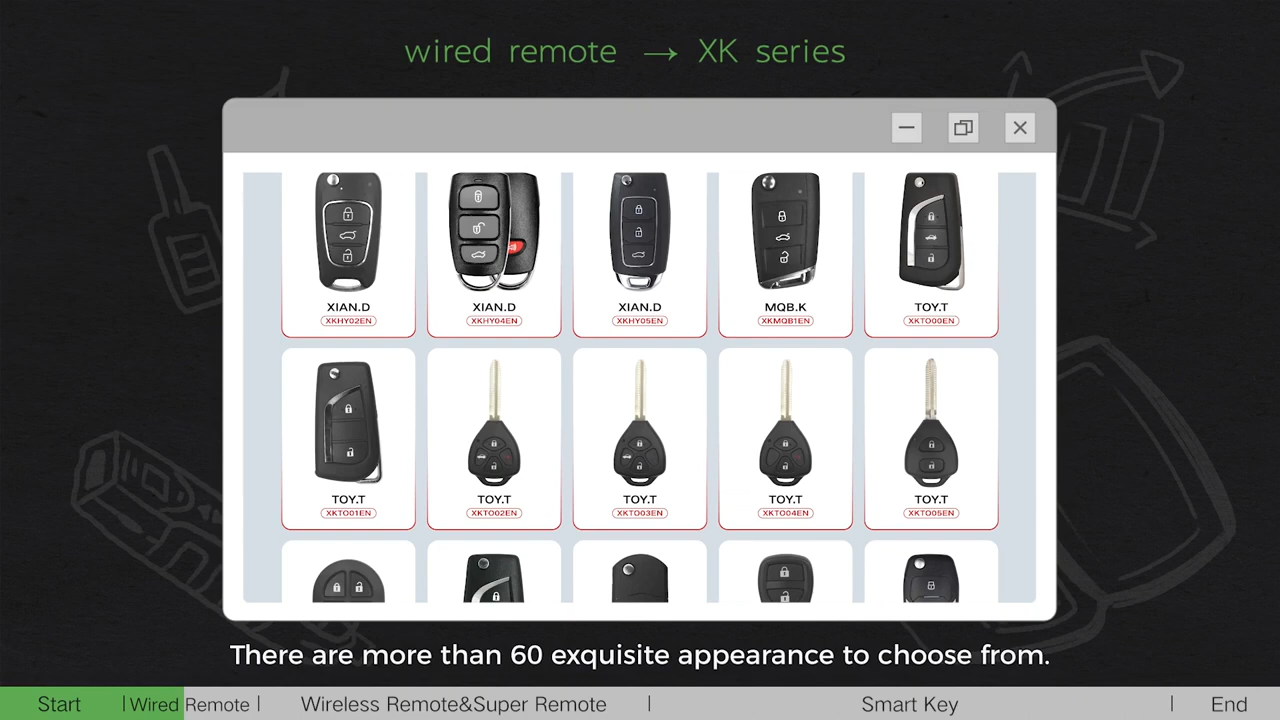 wired remote → XK series
XIAN.D
XKHY02EN
XIAN.D
XKHY04EN
XIAN.D
XKHY05EN
MQB.K
XKMQB1EN
TOY.T
XKTO00EN
TOY.T
XKTO01EN
TOY.T
XKTO02EN
TOY.T
XKTO03EN
TOY.T
XKTO04EN
TOY.T
XKTO05EN
There are more than 60 exquisite appearance to choose from.
Start | Wired Remote | Wireless Remote&Super Remote | Smart Key | End